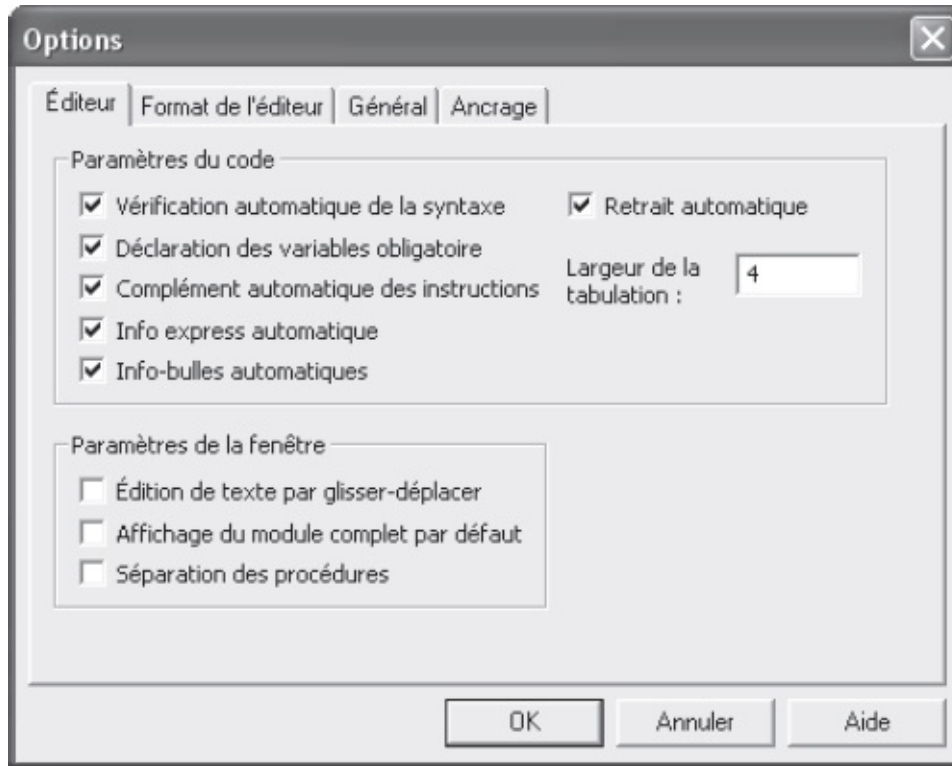 Options
Éditeur Format de l'éditeur Général Ancrage
Paramètres du code
Vérification automatique de la syntaxe
Déclaration des variables obligatoire
Complément automatique des instructions
Info express automatique
Info-bulles automatiques
Retrait automatique
Largeur de la
tabulation :
4
Paramètres de la fenêtre
Édition de texte par glisser-déplacer
Affichage du module complet par défaut
Séparation des procédures
OK Annuler Aide